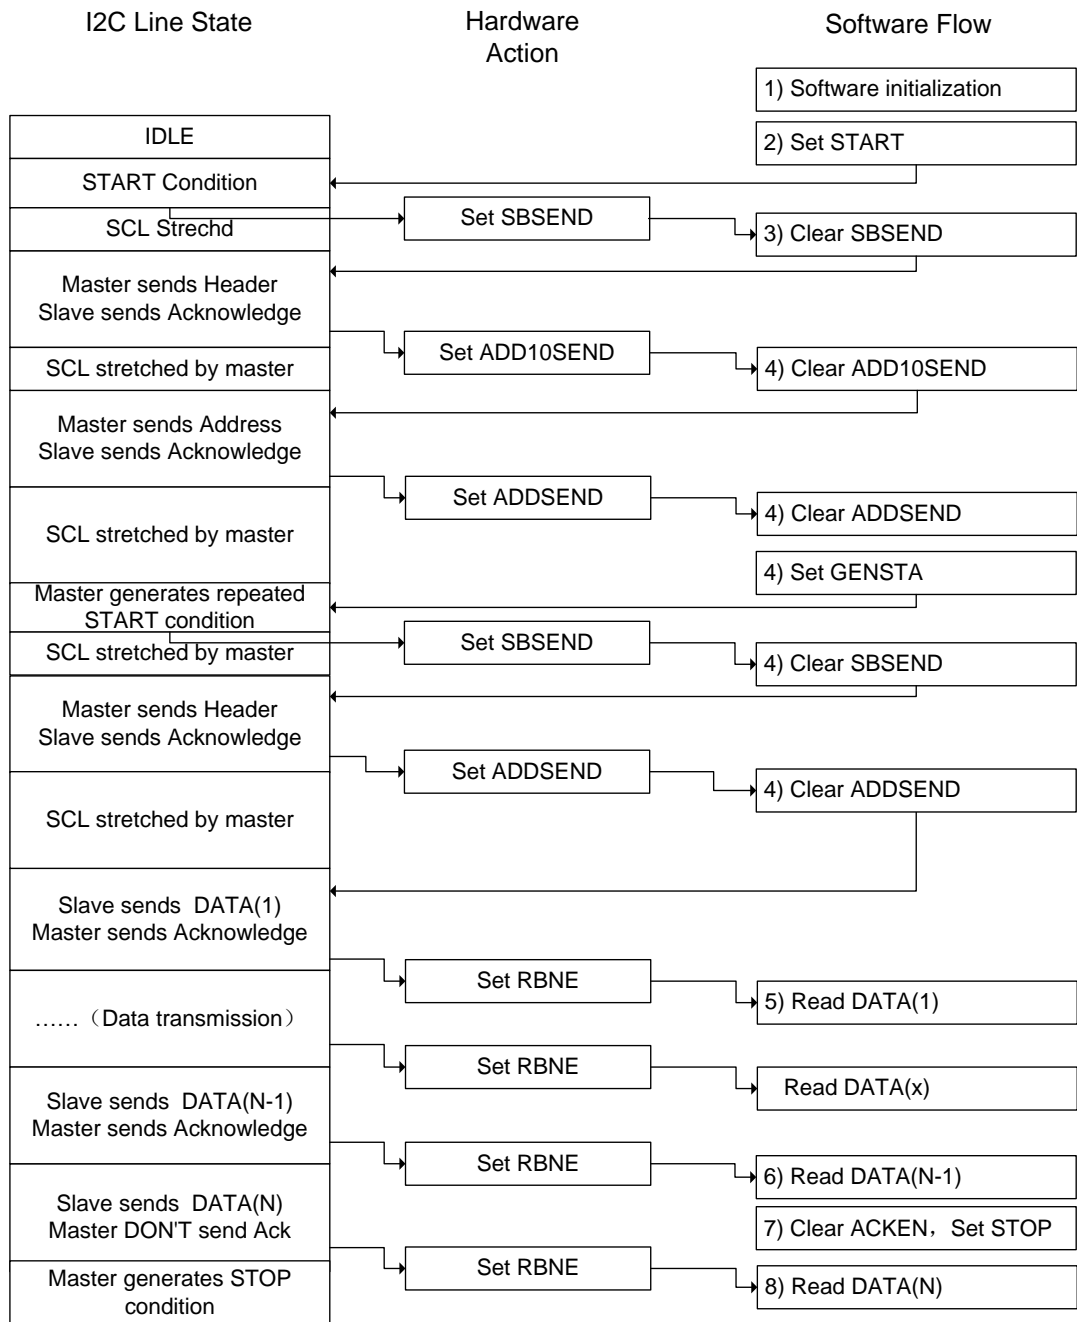 I2C Line State
Hardware
Action
Software Flow
1) Software initialization
IDLE
2) Set START
START Condition
Set SBSEND
SCL Strechd
3) Clear SBSEND
Master sends Header
Slave sends Acknowledge
Set ADD10SEND
SCL stretched by master
4) Clear ADD10SEND
Master sends Address
Slave sends Acknowledge
Set ADDSEND
4) Clear ADDSEND
SCL stretched by master
4) Set GENSTA
Master generates repeated
START condition
Set SBSEND
SCL stretched by master
4) Clear SBSEND
Master sends Header
Slave sends Acknowledge
Set ADDSEND
4) Clear ADDSEND
SCL stretched by master
Slave sends DATA(1)
Master sends Acknowledge
Set RBNE
5) Read DATA(1)
……（Data transmission）
Set RBNE
Read DATA(x)
Slave sends DATA(N-1)
Master sends Acknowledge
Set RBNE
6) Read DATA(N-1)
Slave sends DATA(N)
Master DON'T send Ack
7) Clear ACKEN，Set STOP
Set RBNE
8) Read DATA(N)
Master generates STOP
condition